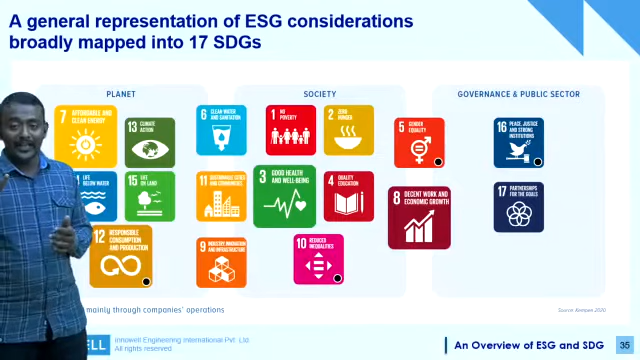 A general representation of ESG considerations
broadly mapped into 17 SDGs
PLANET
SOCIETY
GOVERNANCE & PUBLIC SECTOR
7 AFFORDABLE AND
CLEAN ENERGY
13 CLIMATE
ACTION
LIFE
BELOW WATER
15 LIFE
ON LAND
12 RESPONSIBLE
CONSUMPTION
AND PRODUCTION
6 CLEAN WATER
AND SANITATION
1 NO
POVERTY
2 ZERO
HUNGER
11 SUSTAINABLE CITIES
AND COMMUNITIES
3 GOOD HEALTH
AND WELL-BEING
4 QUALITY
EDUCATION
9 INDUSTRY, INNOVATION
AND INFRASTRUCTURE
10 REDUCED
INEQUALITIES
5 GENDER
EQUALITY
8 DECENT WORK AND
ECONOMIC GROWTH
16 PEACE, JUSTICE
AND STRONG
INSTITUTIONS
17 PARTNERSHIPS
FOR THE GOALS
mainly through companies' operations
Source: Kempen 2020
ELL
Innowell Engineering International Pvt. Ltd.
All rights reserved
An Overview of ESG and SDG
35